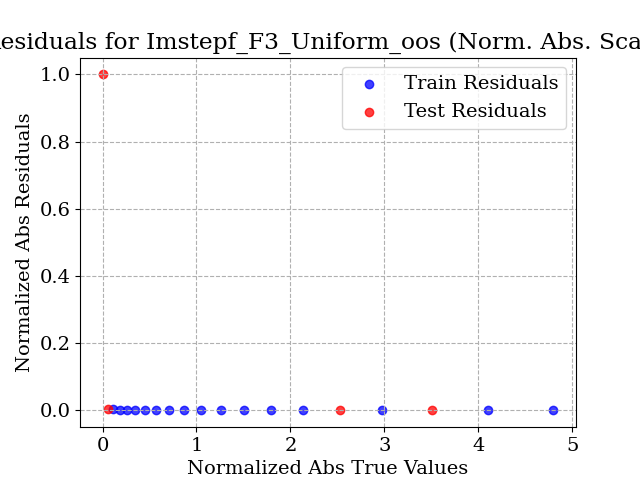 esiduals for Imstepf_F3_Uniform_oos (Norm. Abs. Sca
Train Residuals
Test Residuals
Normalized Abs Residuals
1.0
0.8
0.6
0.4
0.2
0.0
0 1 2 3 4 5
Normalized Abs True Values